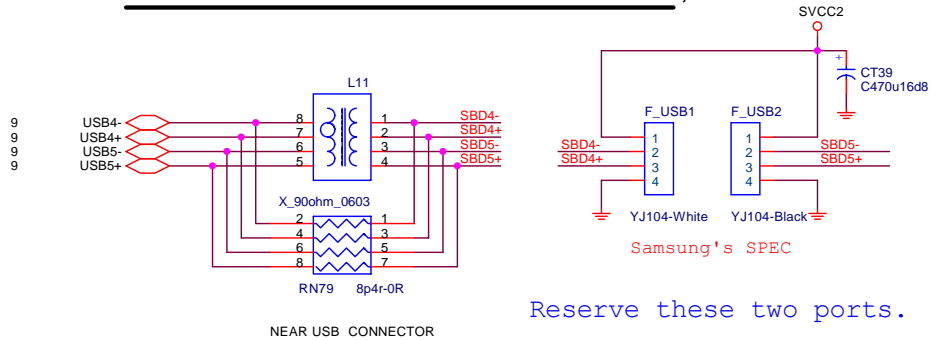 SVCC2
+
CT39
C470u16d8
L11
F_USB1
F_USB2
9 USB4- 8 1 SBD4-
9 USB4+ 7 2 SBD4+
9 USB5- 6 3 SBD5-
9 USB5+ 5 4 SBD5+
1 1
SBD4- 2 2 SBD5-
SBD4+ 3 3 SBD5+
4 4
X_90ohm_0603
YJ104-White
YJ104-Black
2 1
4 3
6 5
8 7
Samsung's SPEC
RN79 8p4r-0R
Reserve these two ports.
NEAR USB CONNECTOR